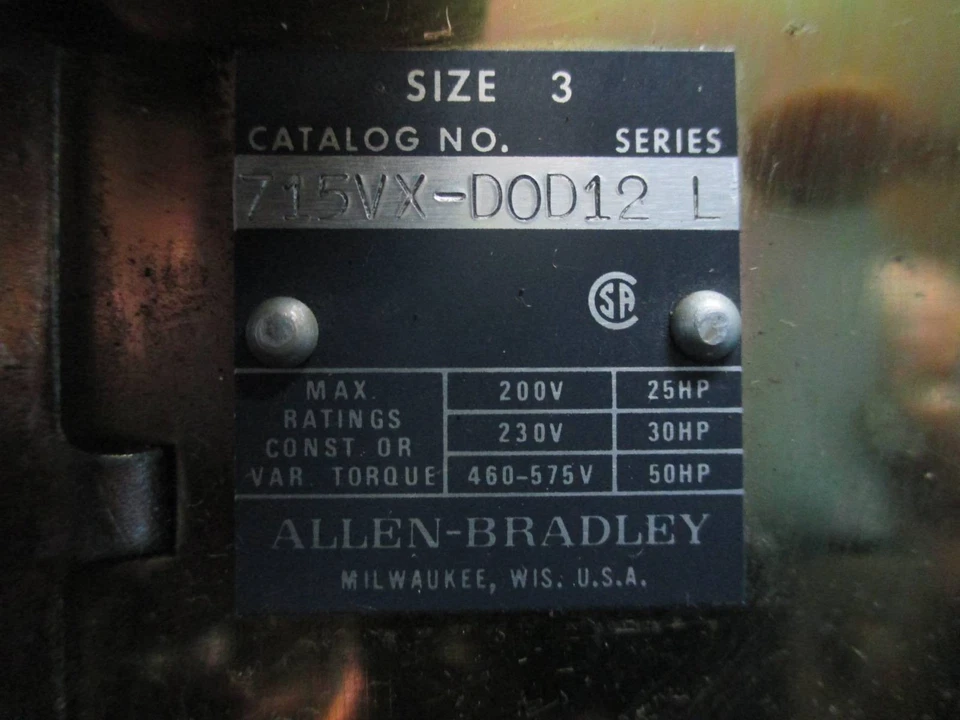 SIZE 3
CATALOG NO. SERIES
715VX-DOD12 L
CSA
MAX. RATINGS CONST. OR VAR. TORQUE
200V 25HP
230V 30HP
460-575V 50HP
ALLEN-BRADLEY
MILWAUKEE, WIS. U.S.A.